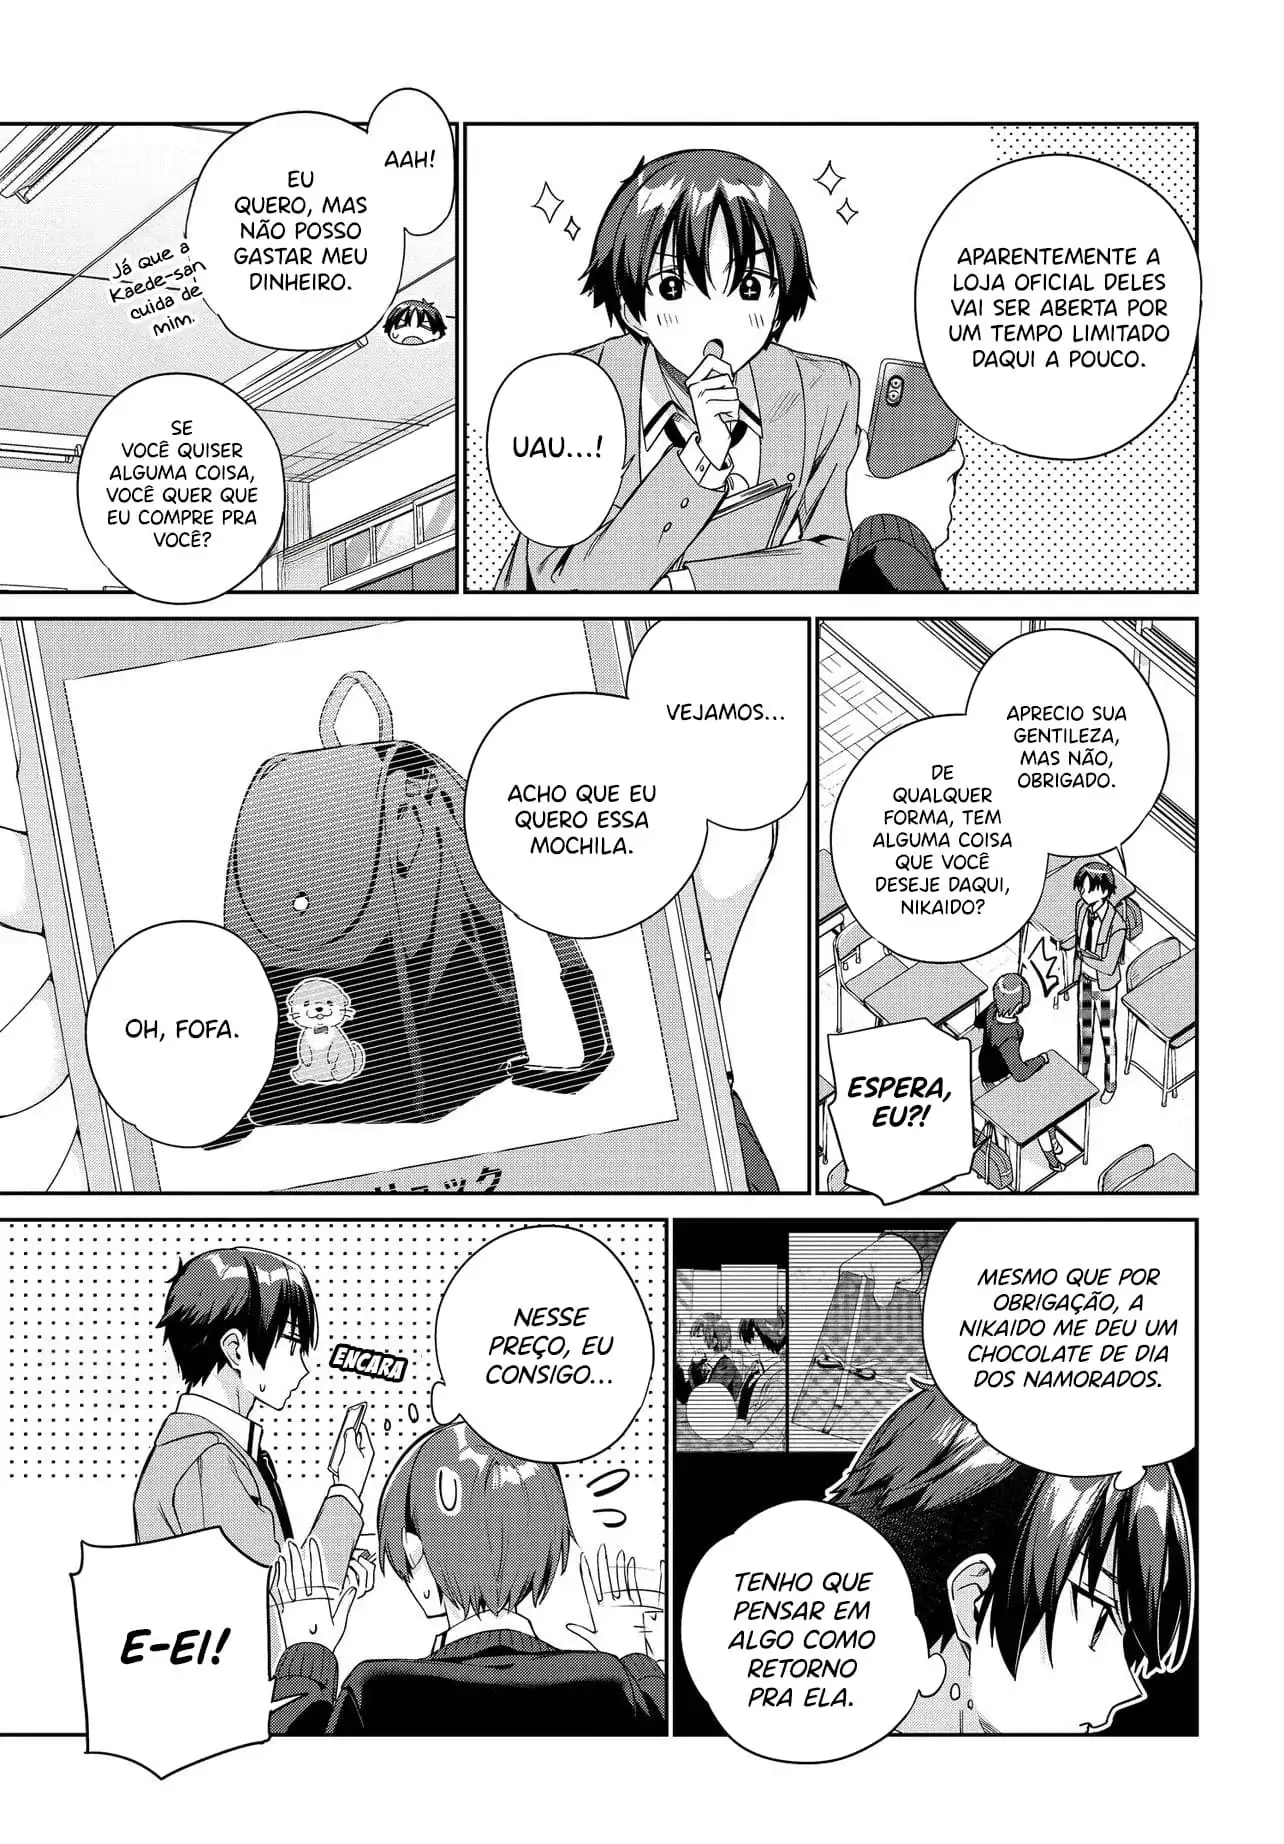 APARENTEMENTE A
LOJA OFICIAL DELES
VAI SER ABERTA POR
UM TEMPO LIMITADO
DAQUI A POUCO.
UAU...!
AAH!
EU
QUERO, MAS
NÃO POSSO
GASTAR MEU
DINHEIRO.
Já que a
Kaede-san
cuida de
mim.
SE
VOCÊ QUISER
ALGUMA COISA,
VOCÊ QUER QUE
EU COMPRE PRA
VOCÊ?
APRECIO SUA
GENTILEZA,
MAS NÃO,
OBRIGADO.
DE
QUALQUER
FORMA, TEM
ALGUMA COISA
QUE VOCÊ
DESEJE DAQUI,
NIKAIDO?
ESPERA,
EU?!
VEJAMOS...
ACHO QUE EU
QUERO ESSA
MOCHILA.
OH, FOFA.
リュック
MESMO QUE POR
OBRIGAÇÃO, A
NIKAIDO ME DEU UM
CHOCOLATE DE DIA
DOS NAMORADOS.
TENHO QUE
PENSAR EM
ALGO COMO
RETORNO
PRA ELA.
NESSE
PREÇO, EU
CONSIGO...
ENCARA
E-EI!